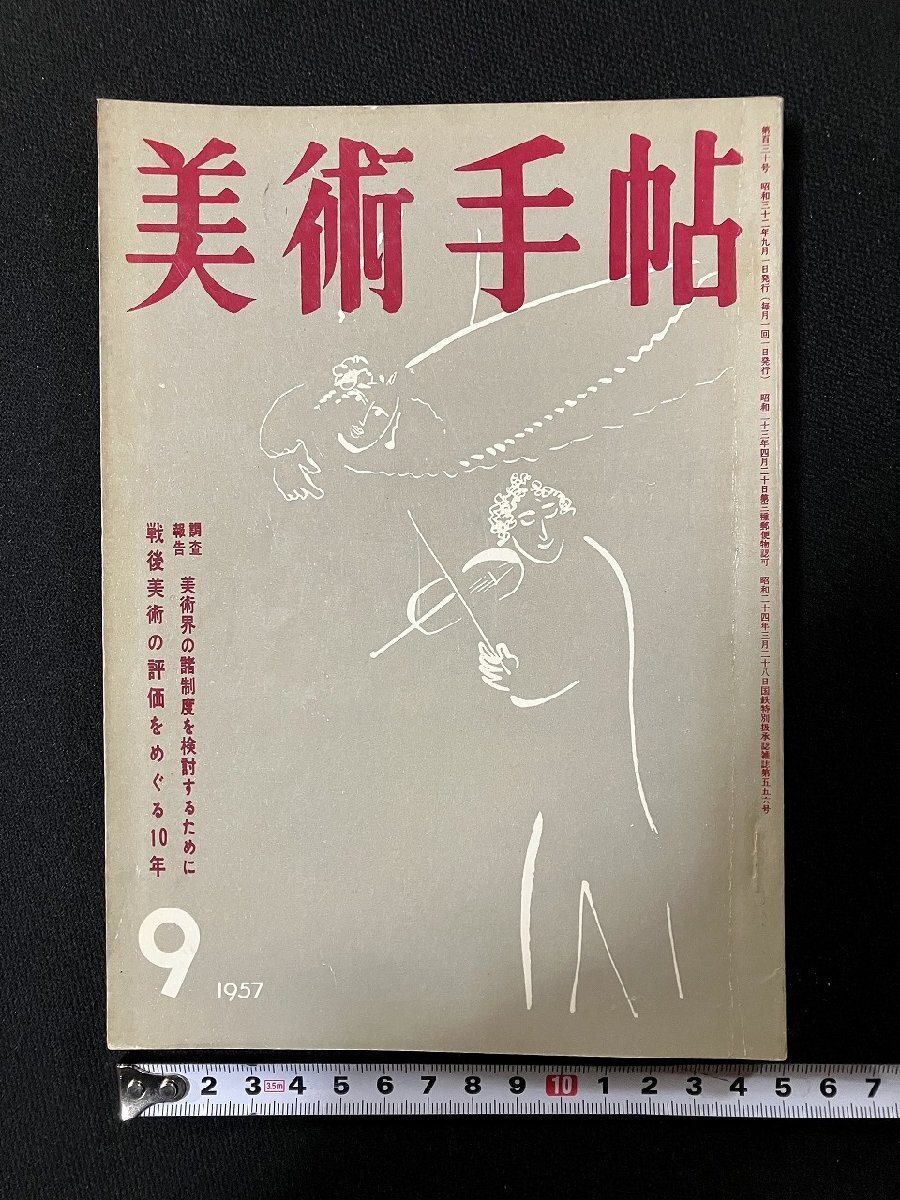 美術手帖
第百三十号 昭和三十二年九月一日発行(毎月一回一日発行) 昭和二十三年四月二十日第三種郵便物認可 昭和二十四年三月二十八日国鉄特別扱承認雑誌第五五六号
調査報告 美術界の諸制度を検討するために
戦後美術の評価をめぐる10年
9
1957
2 3 3.5m 4 5 6 7 8 9 10 1 2 3 4 5 6 7